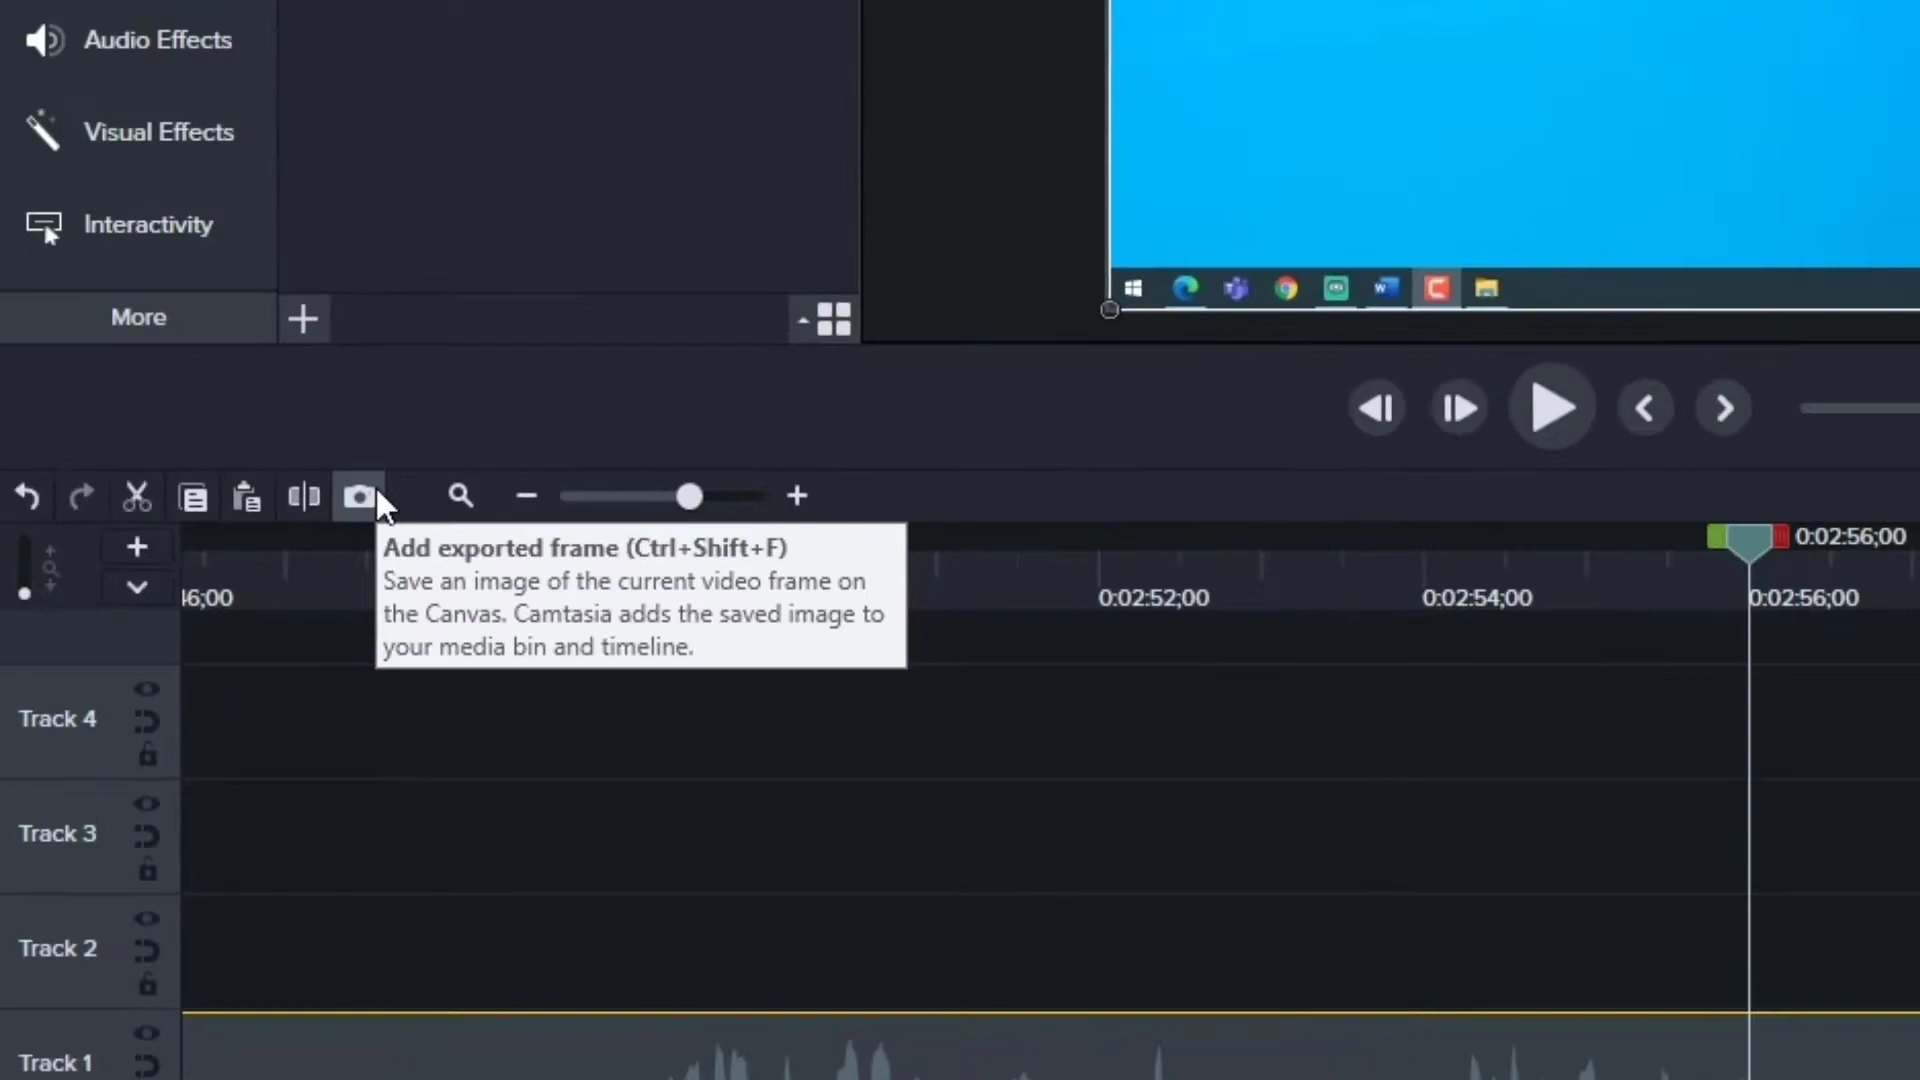 Audio Effects
Visual Effects
Interactivity
More
0:02:56;00
Add exported frame (Ctrl+Shift+F)
Save an image of the current video frame on
the Canvas. Camtasia adds the saved image to
your media bin and timeline.
0:02:52;00
0:02:54;00
0:02:56;00
Track 4
Track 3
Track 2
Track 1